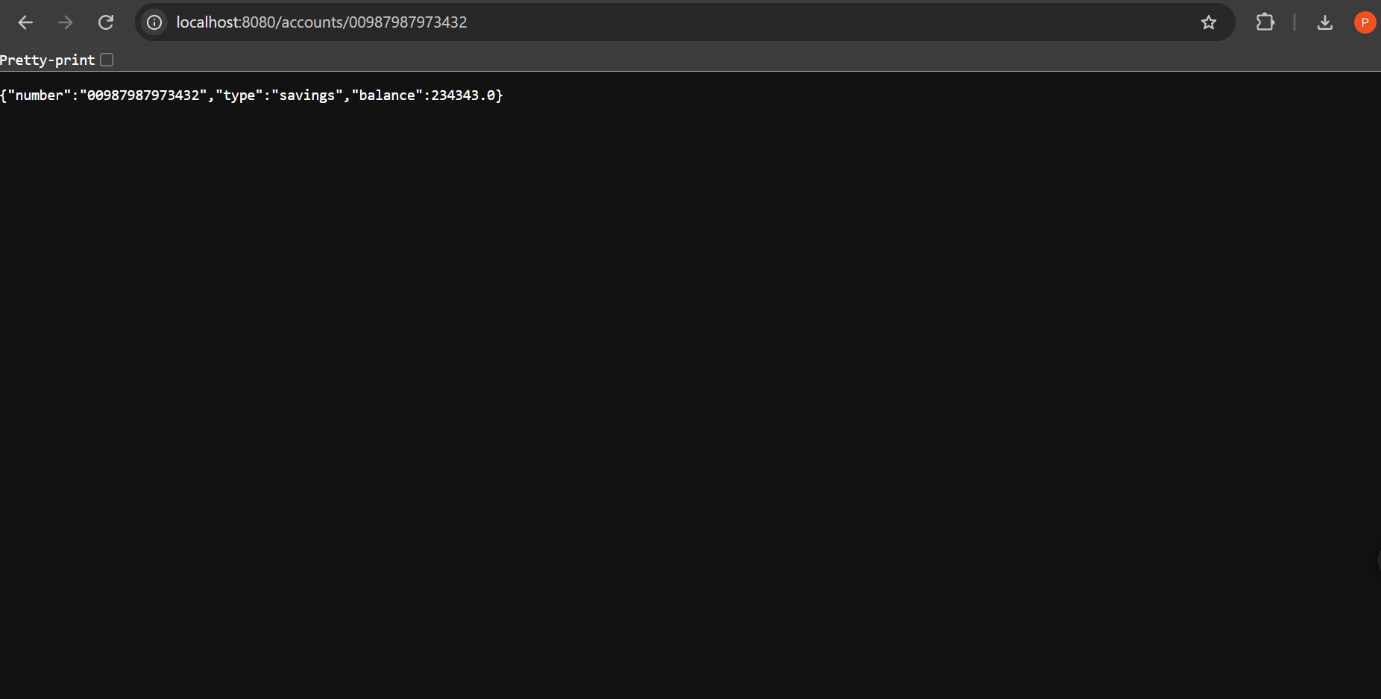 localhost:8080/accounts/00987987973432
P
Pretty-print
{"number":"00987987973432","type":"savings","balance":234343.0}